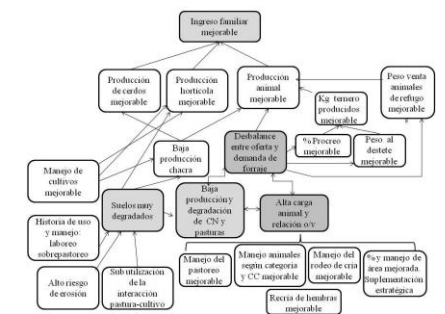 Ingreso familiar
mejorable
Producción
de cerdos
mejorable
Producción
hortícola
mejorable
Producción
animal
mejorable
Peso venta
animales
de refugo
mejorable
Kg ternero
producidos
mejorable
Baja
producción
chacra
Desbalance
entre oferta y
demanda de
forraje
%Procreo
mejorable
Peso al
destete
mejorable
Manejo de
cultivos
mejorable
Suelos muy
degradados
Baja
producción y
degradación
de CN y
pasturas
Alta carga
animal y
relación o/v
Historia de uso
y manejo:
laboreo
sobrepastoreo
Alto riesgo
de erosión
Sub utilización
de la
interacción
pastura-cultivo
Manejo del
pastoreo
mejorable
Manejo animales
según categoría
y CC mejorable
Manejo del
rodeo de cría
mejorable
%y manejo de
área mejorada.
Suplementación
estratégica
Recría de hembras
mejorable